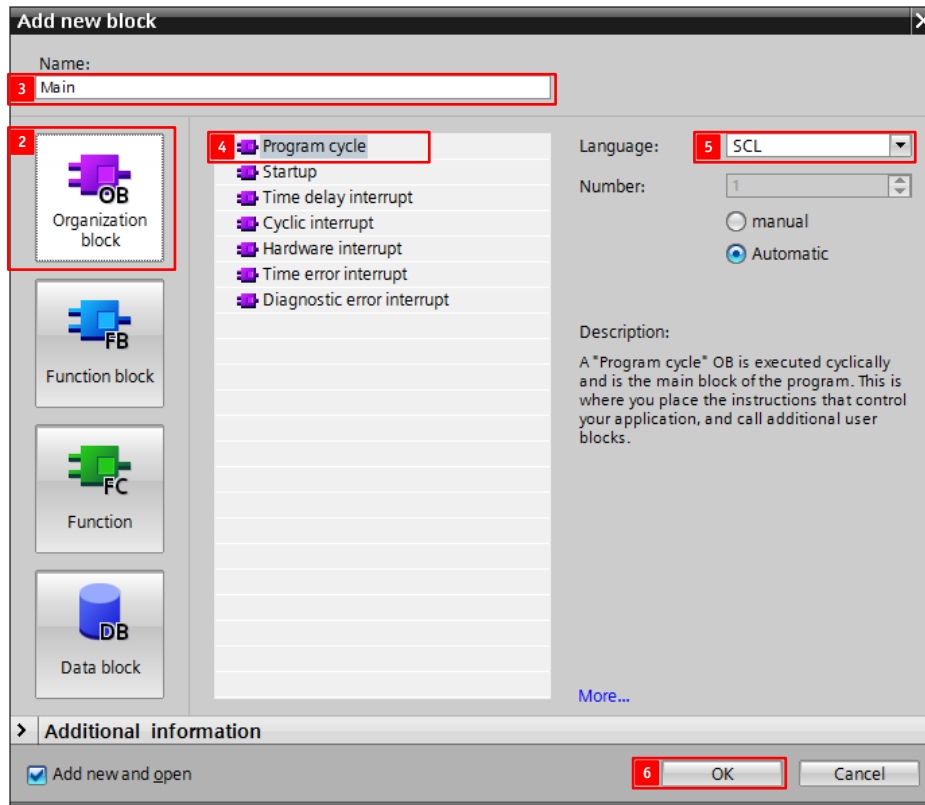 Add new block
Name:
3 Main
2
OB
Organization
block
FB
Function block
FC
Function
DB
Data block
4 Program cycle
Startup
Time delay interrupt
Cyclic interrupt
Hardware interrupt
Time error interrupt
Diagnostic error interrupt
Language: 5 SCL
Number: 1
manual
Automatic
Description:
A "Program cycle" OB is executed cyclically
and is the main block of the program. This is
where you place the instructions that control
your application, and call additional user
blocks.
More...
> Additional information
Add new and open
6 OK Cancel